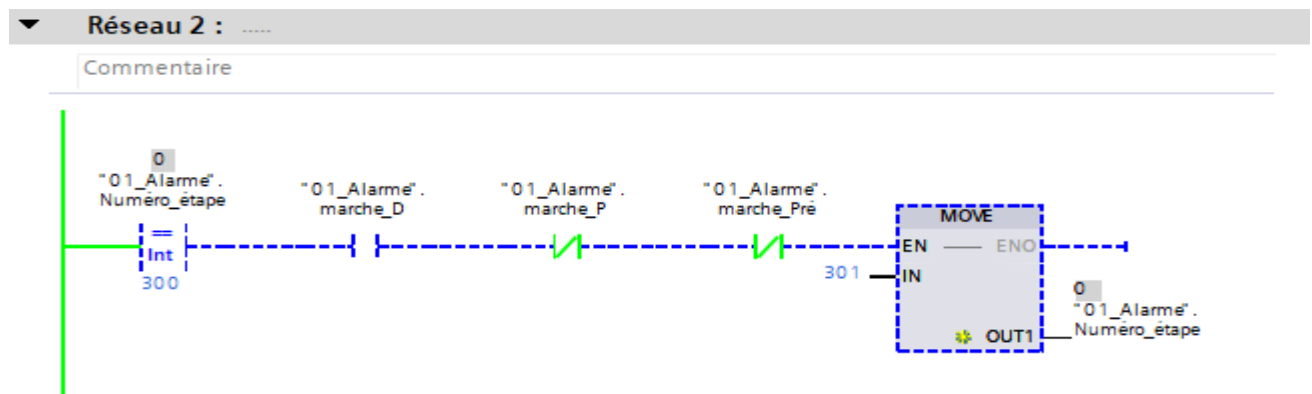 Réseau 2 : .....
Commentaire
0
"01_Alarme".
Numéro_étape
==
Int
300
"01_Alarme".
marche_D
"01_Alarme".
marche_P
"01_Alarme".
marche_Pré
MOVE
EN ENO
301 IN
OUT1
0
"01_Alarme".
Numéro_étape